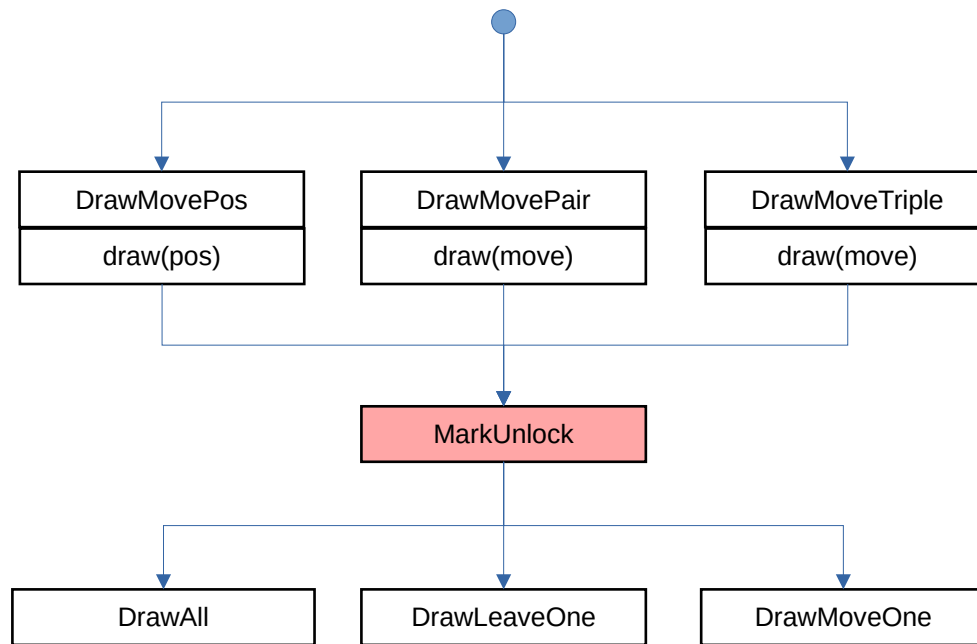 DrawMovePos
DrawMovePair
DrawMoveTriple
draw(pos)
draw(move)
draw(move)
MarkUnlock
DrawAll
DrawLeaveOne
DrawMoveOne